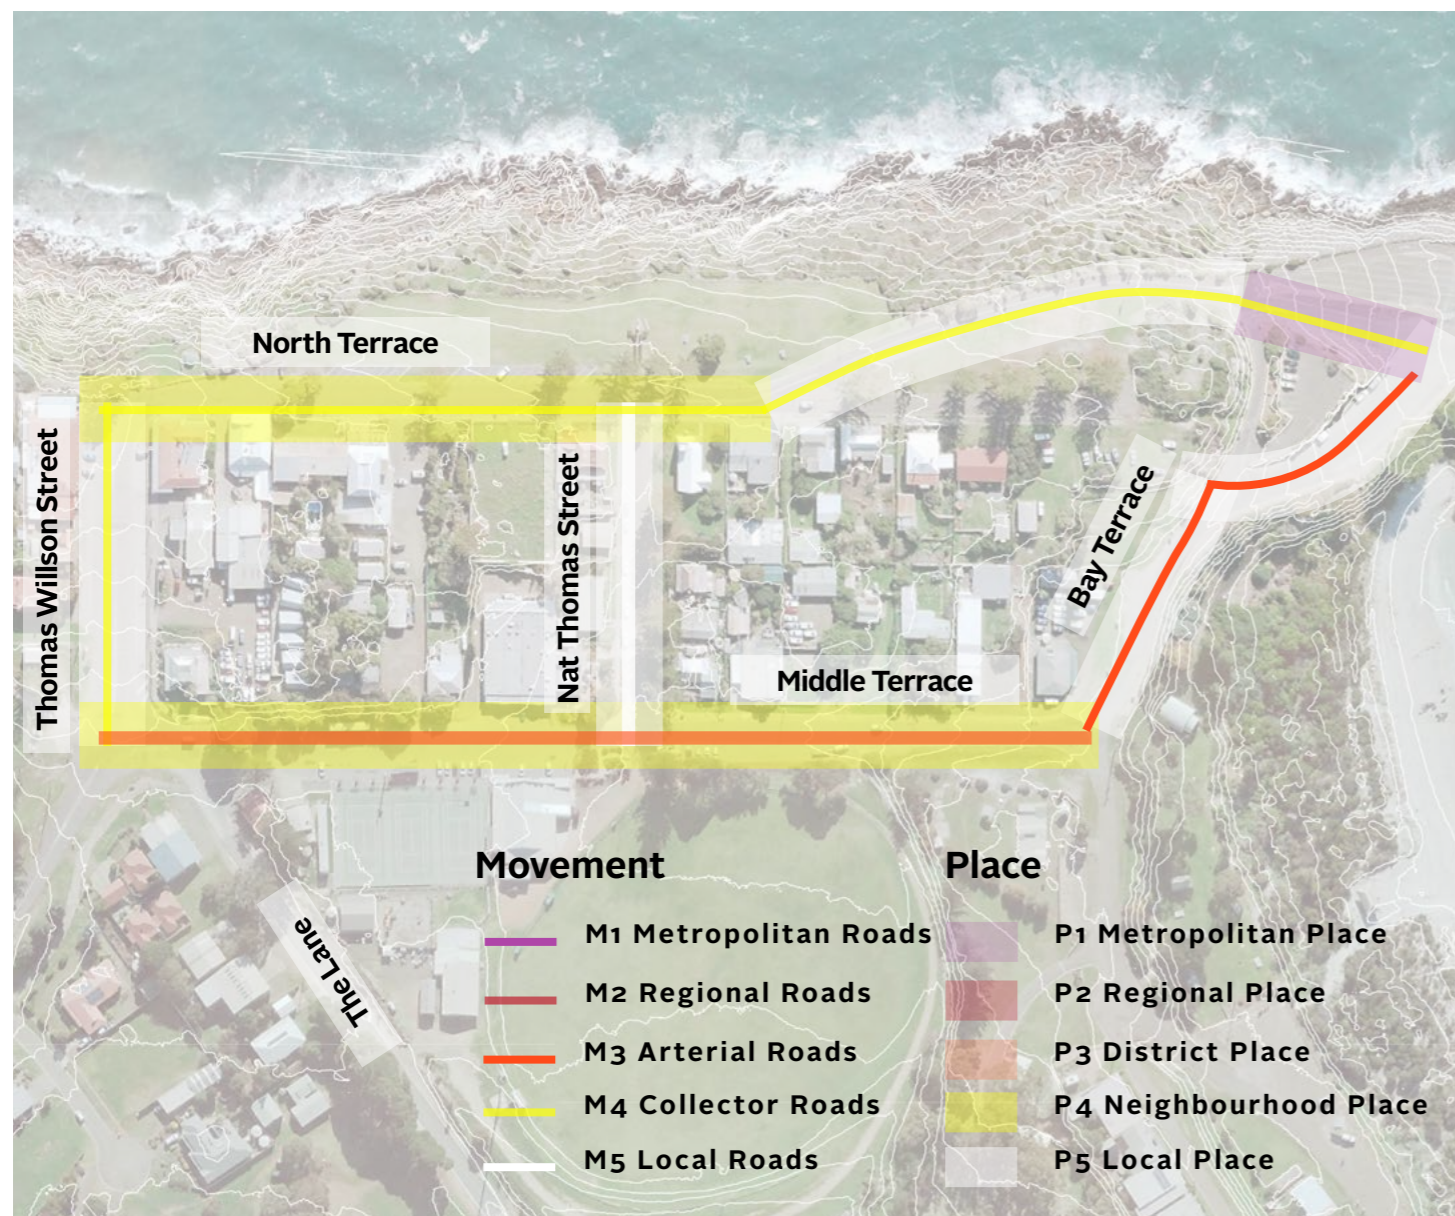 North Terrace
Thomas Willson Street
Nat Thomas Street
Bay Terrace
Middle Terrace
The Lane
Movement
M1 Metropolitan Roads
M2 Regional Roads
M3 Arterial Roads
M4 Collector Roads
M5 Local Roads
Place
P1 Metropolitan Place
P2 Regional Place
P3 District Place
P4 Neighbourhood Place
P5 Local Place